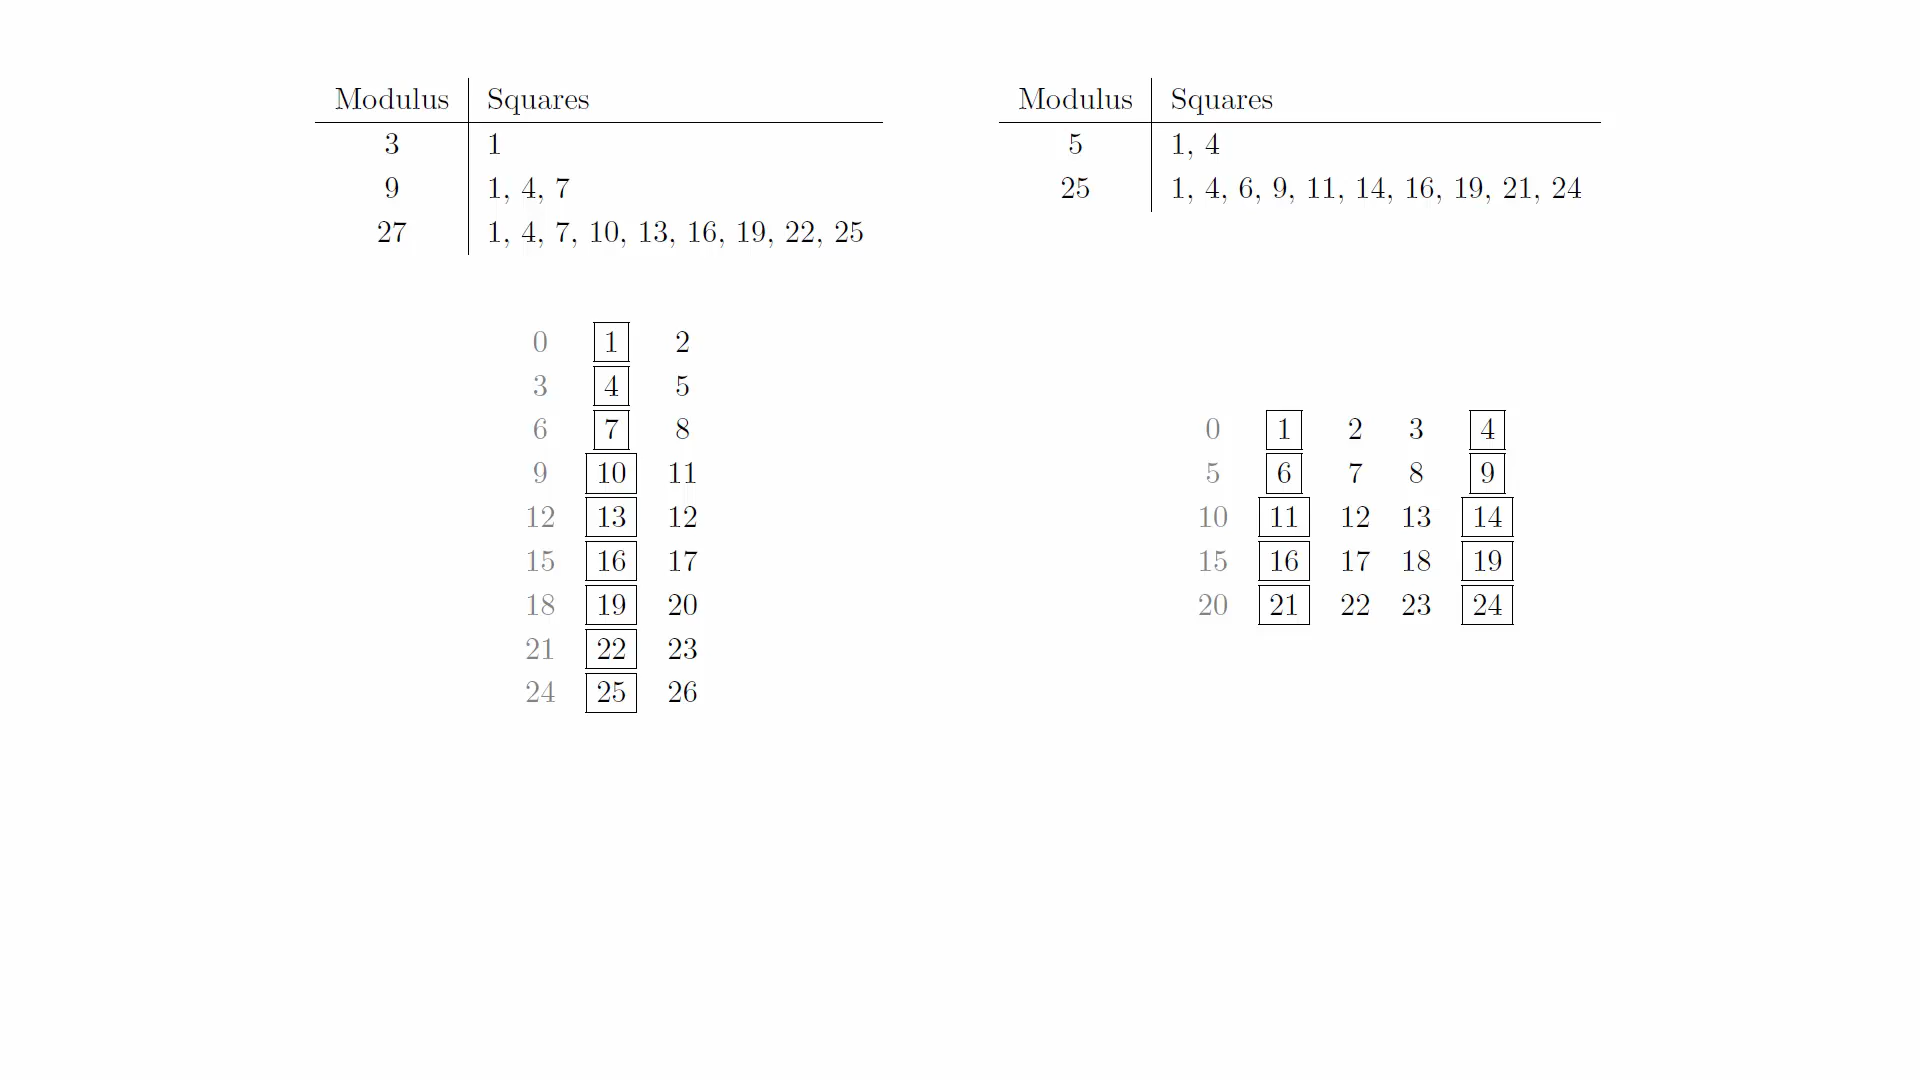 Modulus Squares
3 1
9 1, 4, 7
27 1, 4, 7, 10, 13, 16, 19, 22, 25
0 1 2
3 4 5
6 7 8
9 10 11
12 13 12
15 16 17
18 19 20
21 22 23
24 25 26
Modulus Squares
5 1, 4
25 1, 4, 6, 9, 11, 14, 16, 19, 21, 24
0 1 2 3 4
5 6 7 8 9
10 11 12 13 14
15 16 17 18 19
20 21 22 23 24